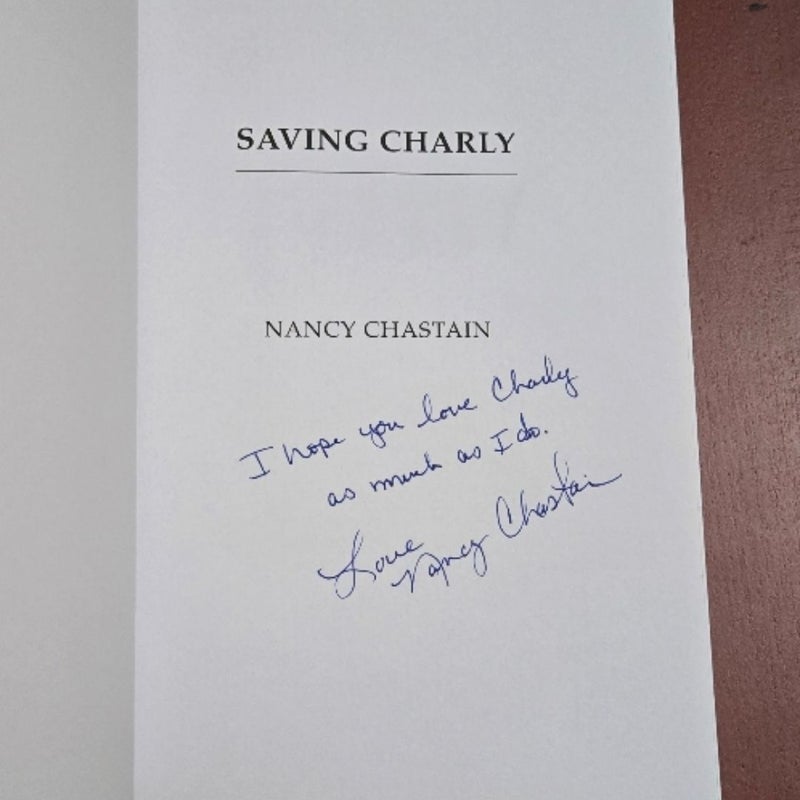 SAVING CHARLY
NANCY CHASTAIN
I hope you love Charly
as much as I do.
Love
Nancy Chastain